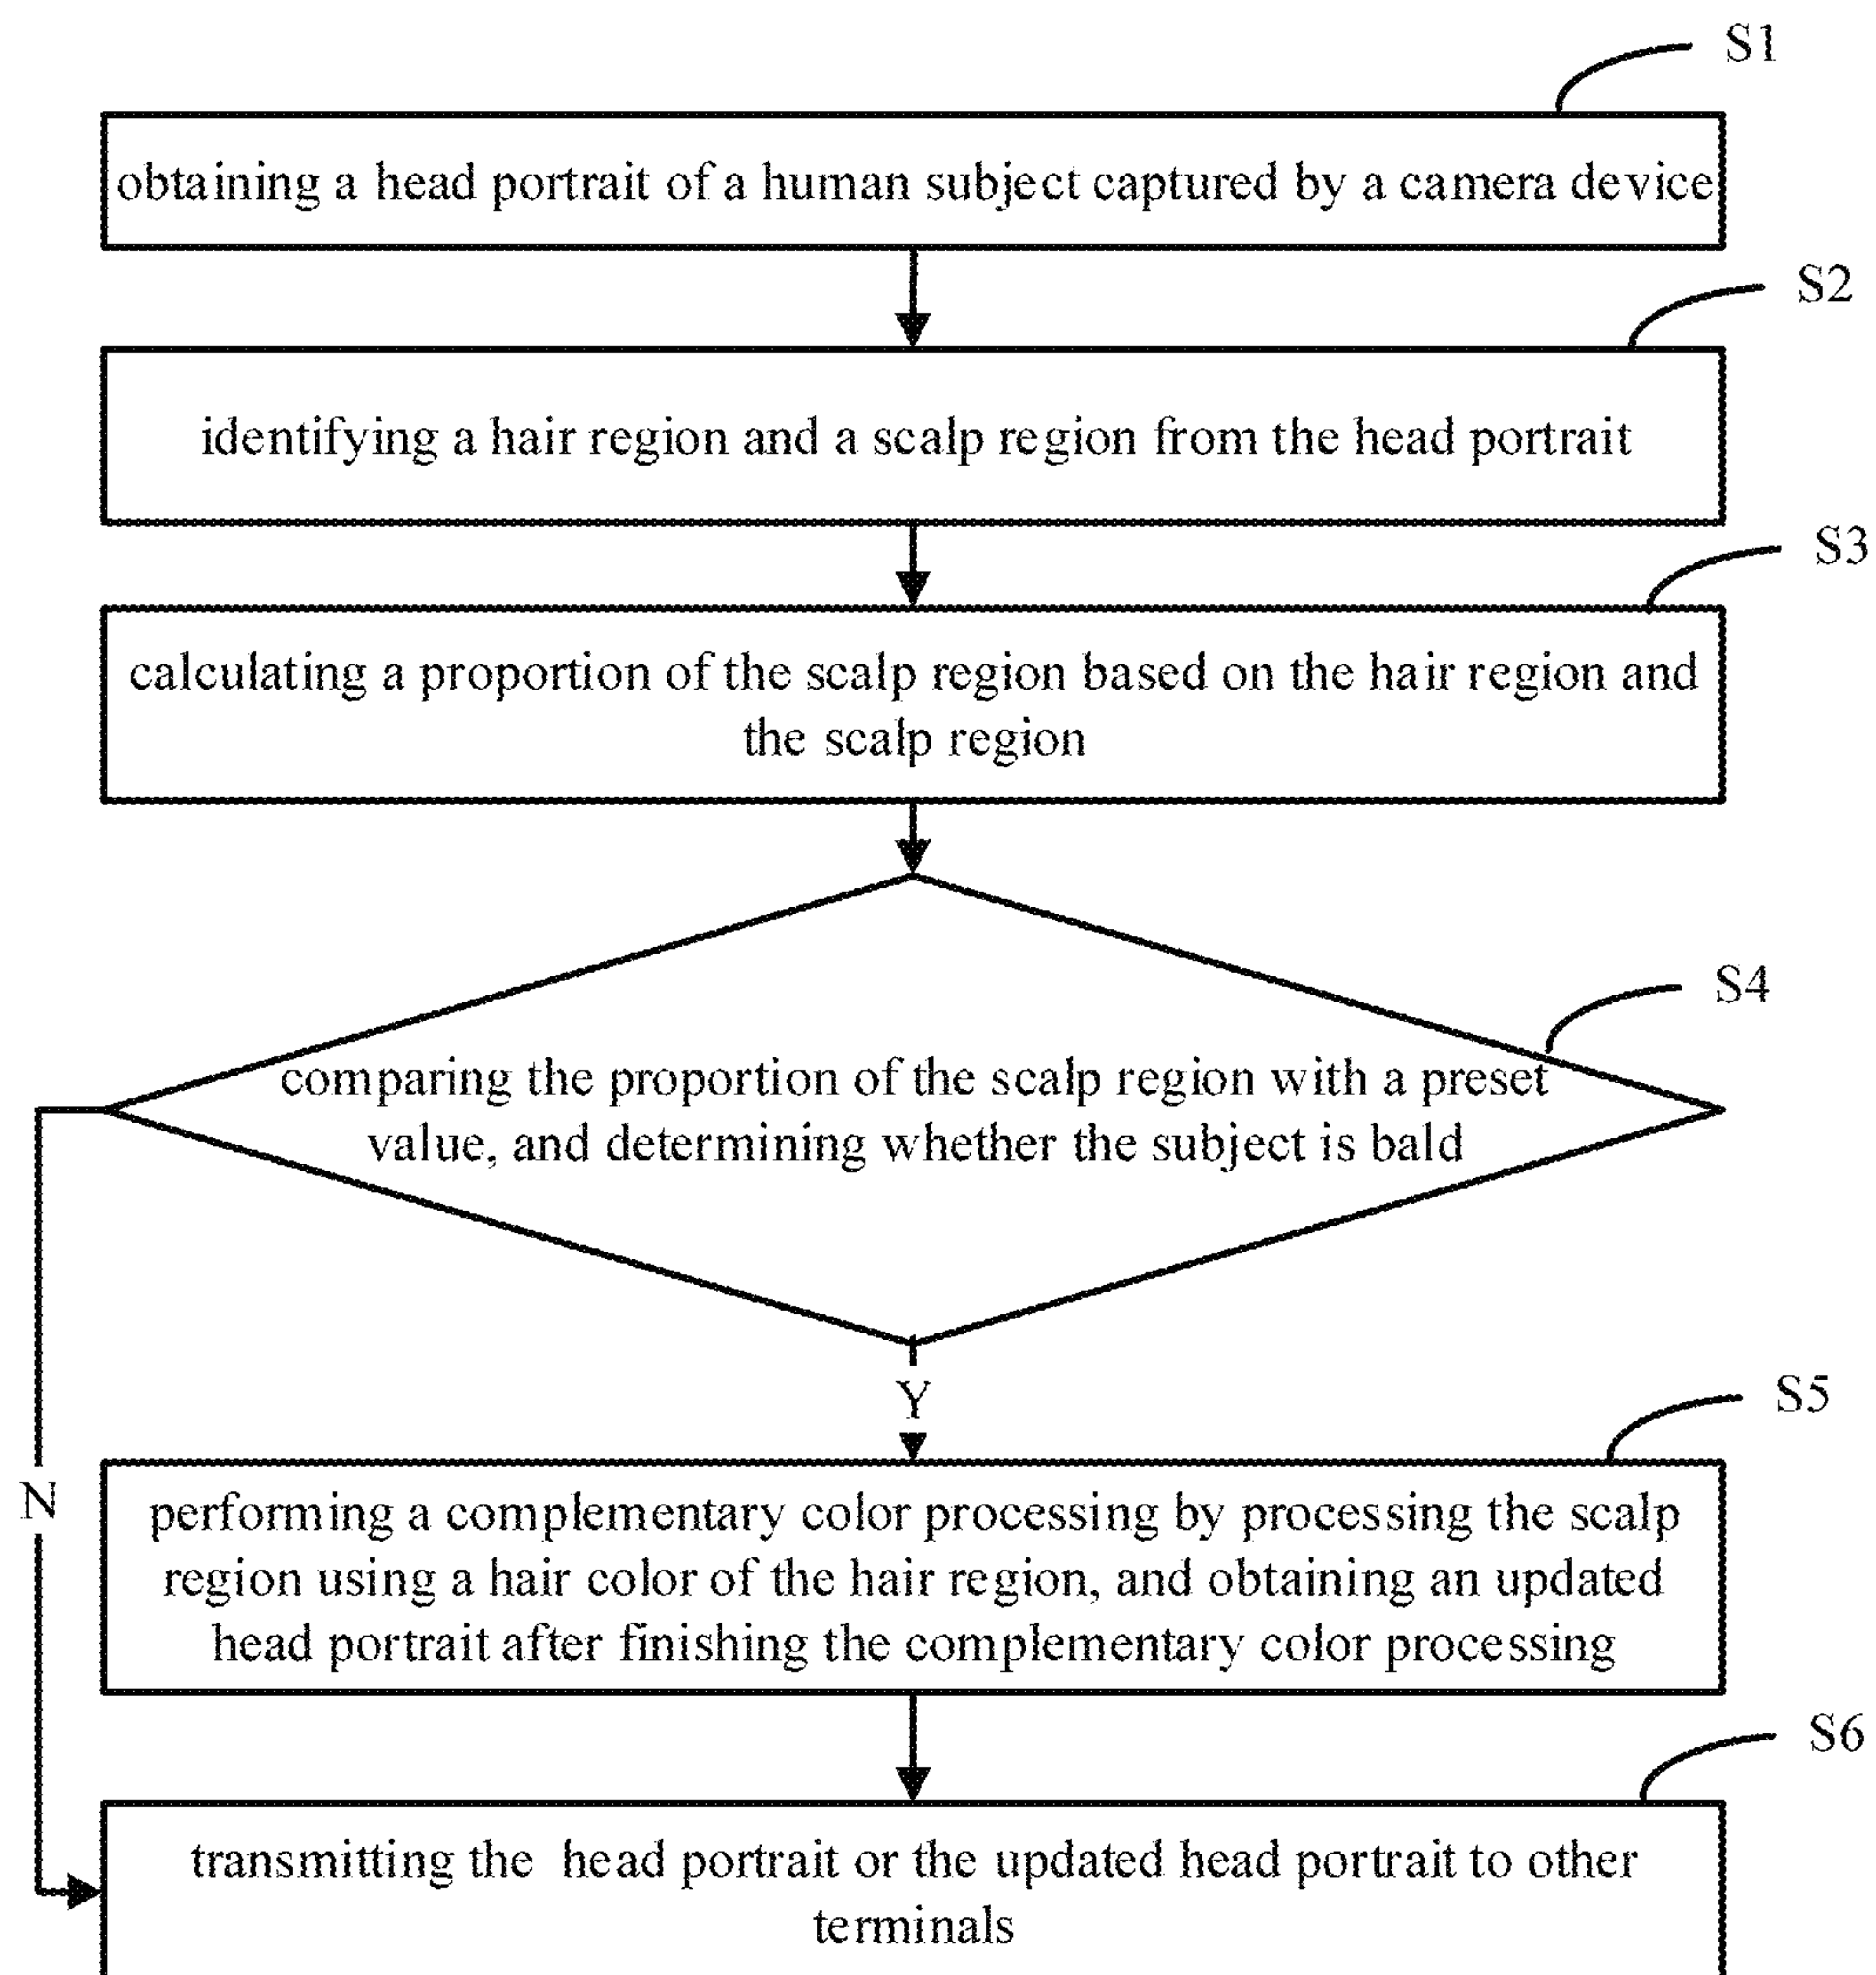 S1
obtaining a head portrait of a human subject captured by a camera device
S2
identifying a hair region and a scalp region from the head portrait
S3
calculating a proportion of the scalp region based on the hair region and
the scalp region
S4
comparing the proportion of the scalp region with a preset
value, and determining whether the subject is bald
Y
S5
N
performing a complementary color processing by processing the scalp
region using a hair color of the hair region, and obtaining an updated
head portrait after finishing the complementary color processing
S6
transmitting the head portrait or the updated head portrait to other
terminals